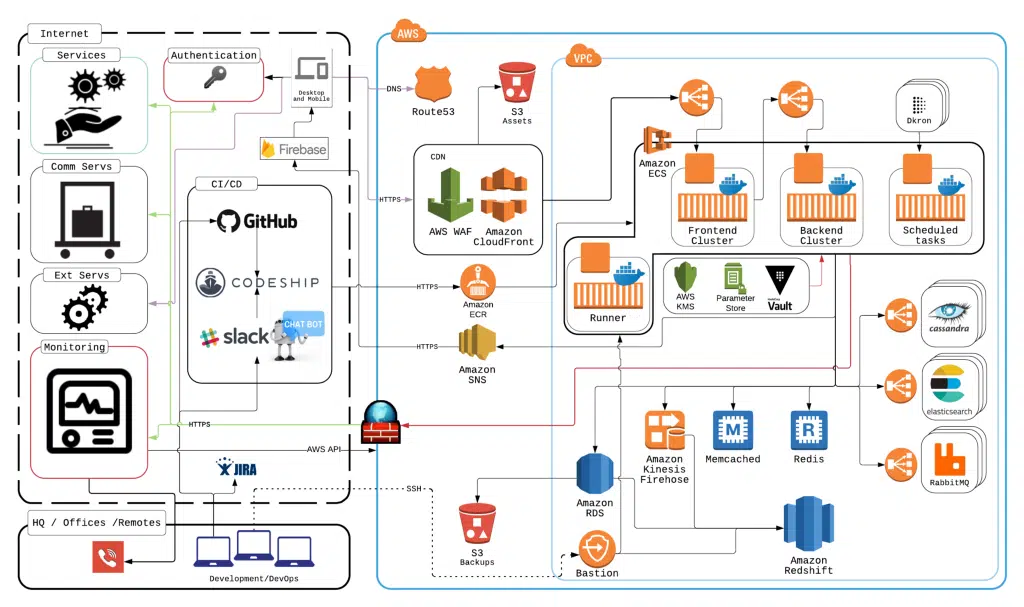 Internet
Services
Authentication
Desktop
and Mobile
Firebase
Comm Servs
CI/CD
GitHub
CODESHIP
slack
CHAT BOT
Ext Servs
Monitoring
HTTPS
AWS API
JIRA
HQ / Offices /Remotes
Development/DevOps
SSH
AWS
DNS
Route53
S3
Assets
CDN
HTTPS
AWS WAF
Amazon
CloudFront
HTTPS
Amazon
ECR
HTTPS
Amazon
SNS
VPC
Dkron
Amazon
ECS
Frontend
Cluster
Backend
Cluster
Scheduled
tasks
Runner
AWS
KMS
Parameter
Store
Vault
cassandra
elasticsearch
RabbitMQ
Amazon
Kinesis
Firehose
M
Memcached
R
Redis
Amazon
RDS
S3
Backups
Bastion
Amazon
Redshift